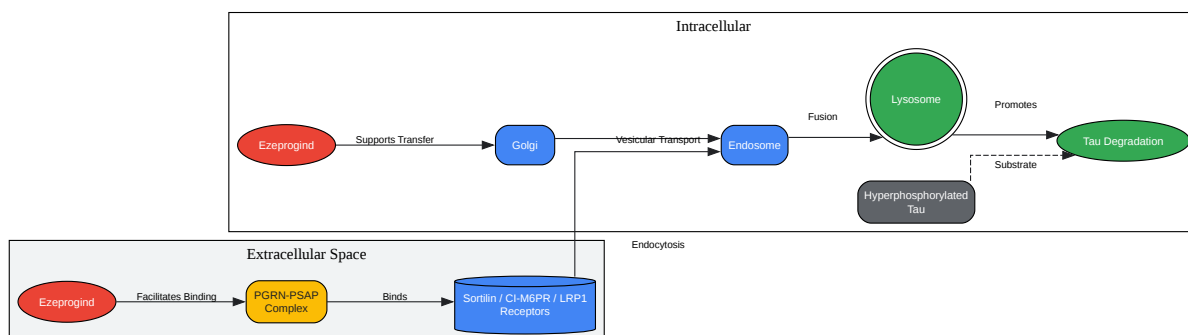 Intracellular
Lysosome
Fusion
Promotes
Ezeprogind
Supports Transfer
Golgi
Vesicular Transport
Endosome
Tau Degradation
Substrate
Hyperphosphorylated
Tau
Endocytosis
Extracellular Space
Ezeprogind
Facilitates Binding
PGRN-PSAP
Complex
Binds
Sortilin / CI-M6PR / LRP1
Receptors